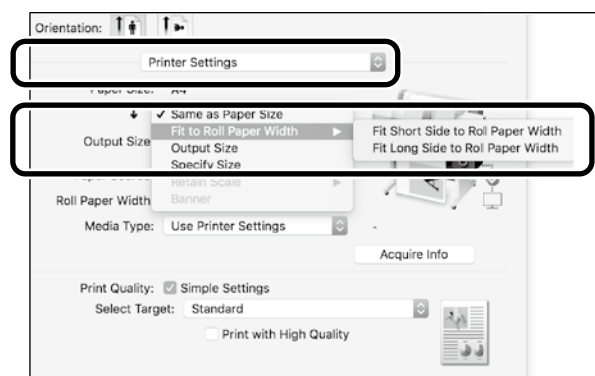 Orientation:
Printer Settings
Paper Size: A4
Same as Paper Size
Fit to Roll Paper Width
Fit Short Side to Roll Paper Width
Output Size
Output Size
Fit Long Side to Roll Paper Width
Specify Size
Retain Scale
Roll Paper Width
Banner
Media Type: Use Printer Settings -
Acquire Info
Print Quality: Simple Settings
Select Target: Standard
Print with High Quality